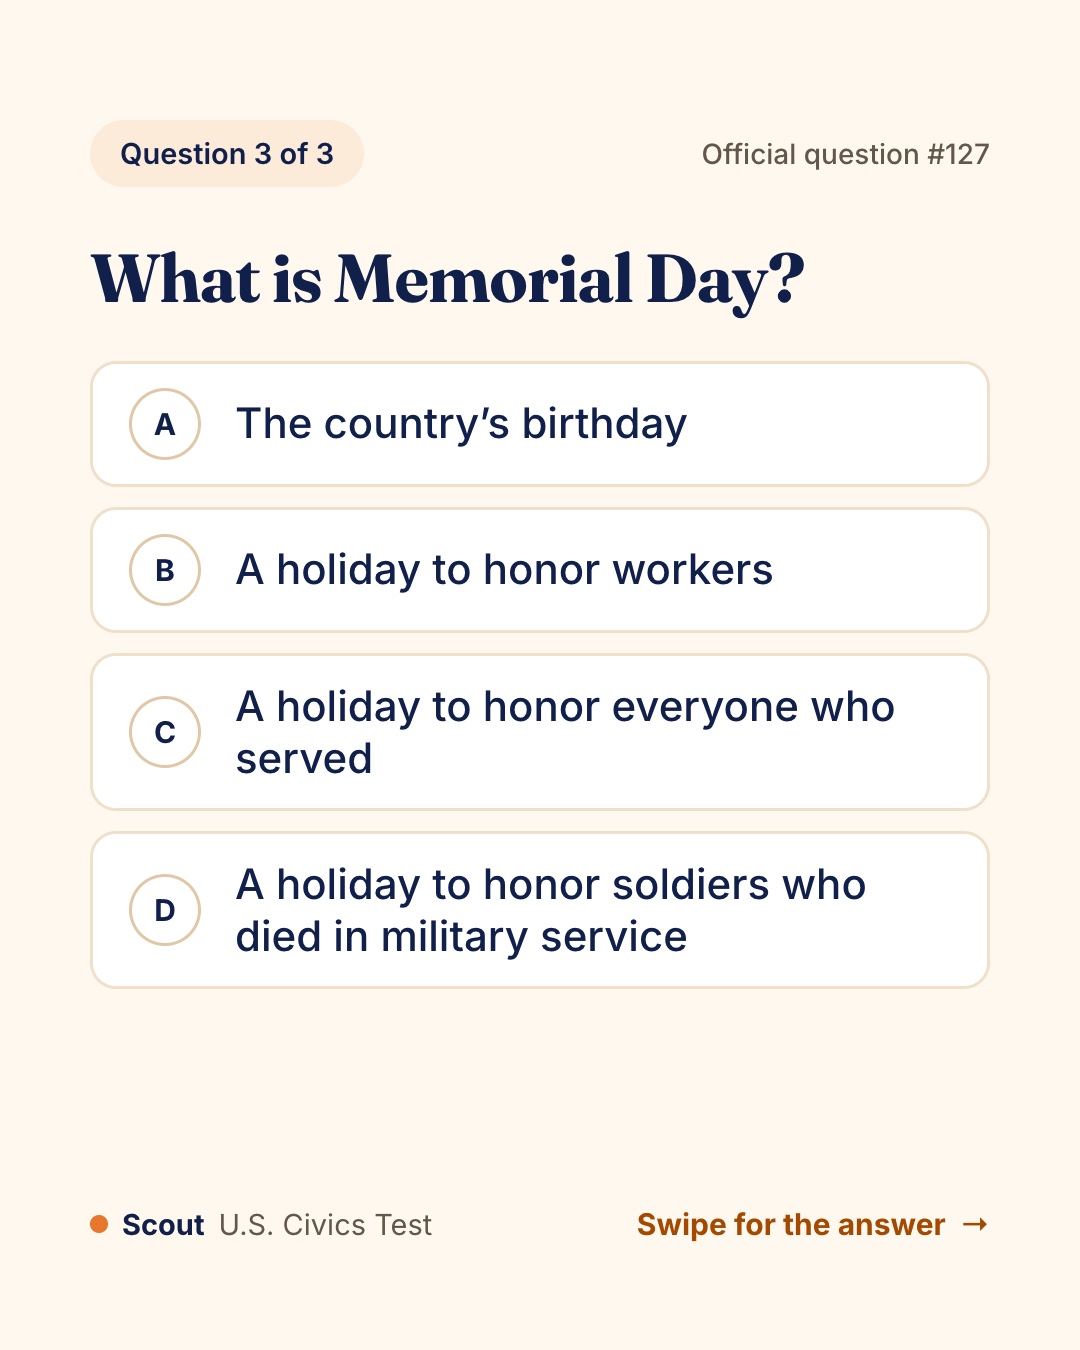 Question 3 of 3
Official question #127
What is Memorial Day?
A
The country’s birthday
B
A holiday to honor workers
C
A holiday to honor everyone who
served
D
A holiday to honor soldiers who
died in military service
Scout U.S. Civics Test
Swipe for the answer →